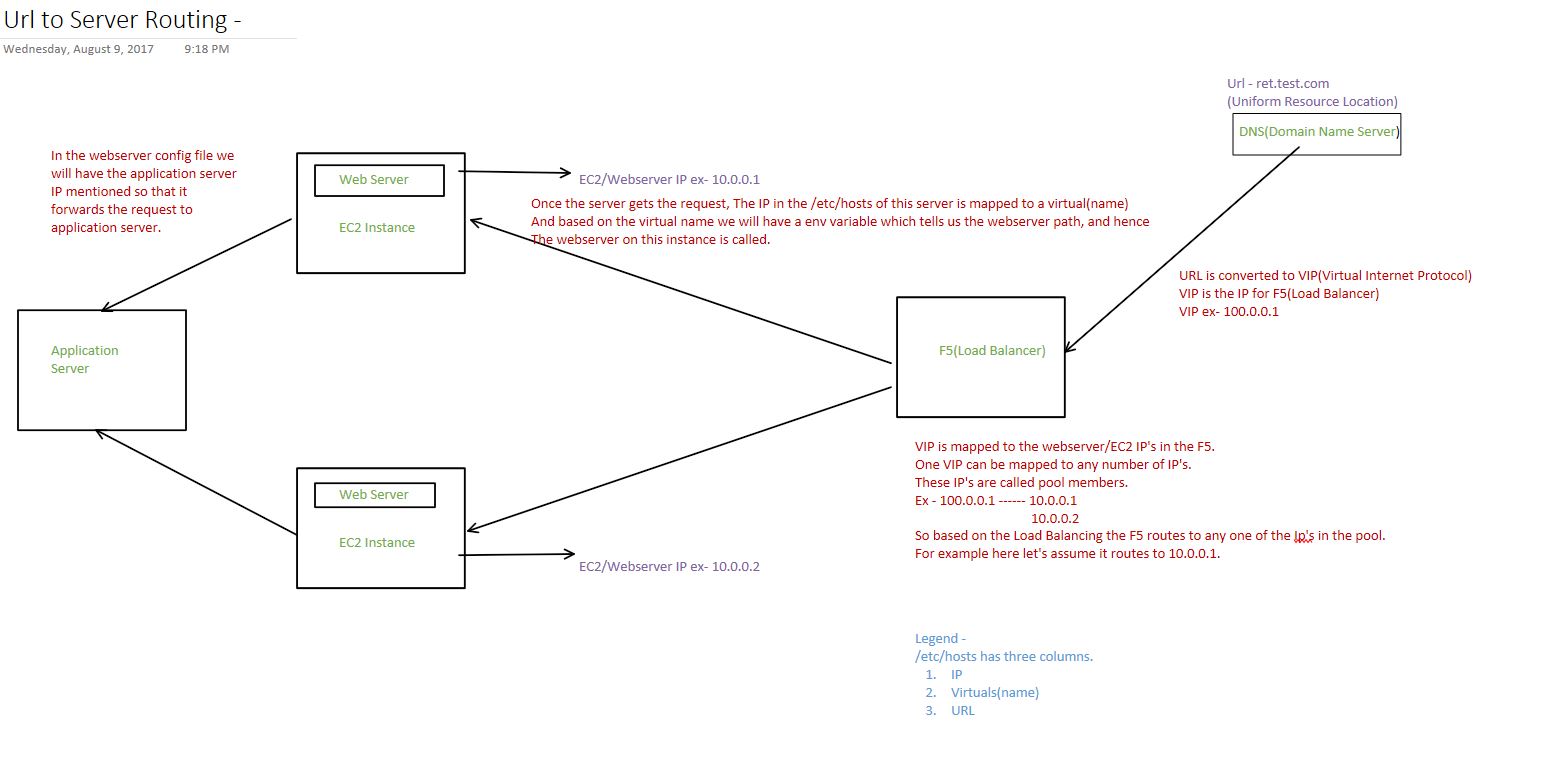 Url to Server Routing -
Wednesday, August 9, 2017 9:18 PM
Url - ret.test.com
(Uniform Resource Location)
DNS(Domain Name Server)
In the webserver config file we
will have the application server
IP mentioned so that it
forwards the request to
application server.
Web Server
EC2 Instance
EC2/Webserver IP ex- 10.0.0.1
Once the server gets the request, The IP in the /etc/hosts of this server is mapped to a virtual(name)
And based on the virtual name we will have a env variable which tells us the webserver path, and hence
The webserver on this instance is called.
URL is converted to VIP(Virtual Internet Protocol)
VIP is the IP for F5(Load Balancer)
VIP ex- 100.0.0.1
Application
Server
F5(Load Balancer)
VIP is mapped to the webserver/EC2 IP's in the F5.
One VIP can be mapped to any number of IP's.
These IP's are called pool members.
Ex - 100.0.0.1 ------ 10.0.0.1
10.0.0.2
So based on the Load Balancing the F5 routes to any one of the Ip's in the pool.
For example here let's assume it routes to 10.0.0.1.
Web Server
EC2 Instance
EC2/Webserver IP ex- 10.0.0.2
Legend -
/etc/hosts has three columns.
1. IP
2. Virtuals(name)
3. URL